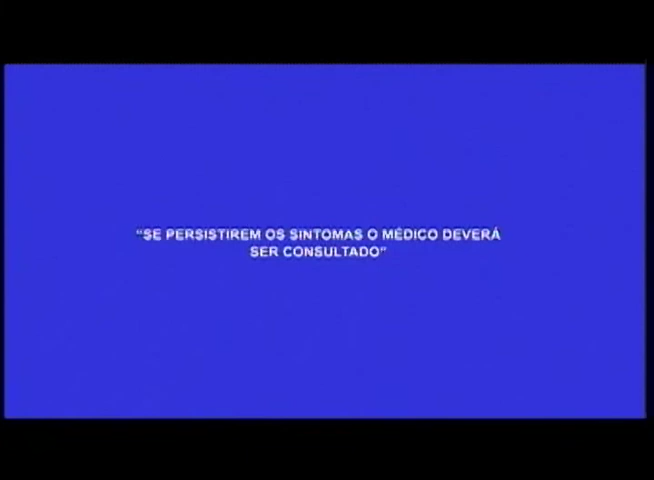 "SE PERSISTIREM OS SINTOMAS O MÉDICO DEVERÁ
SER CONSULTADO"